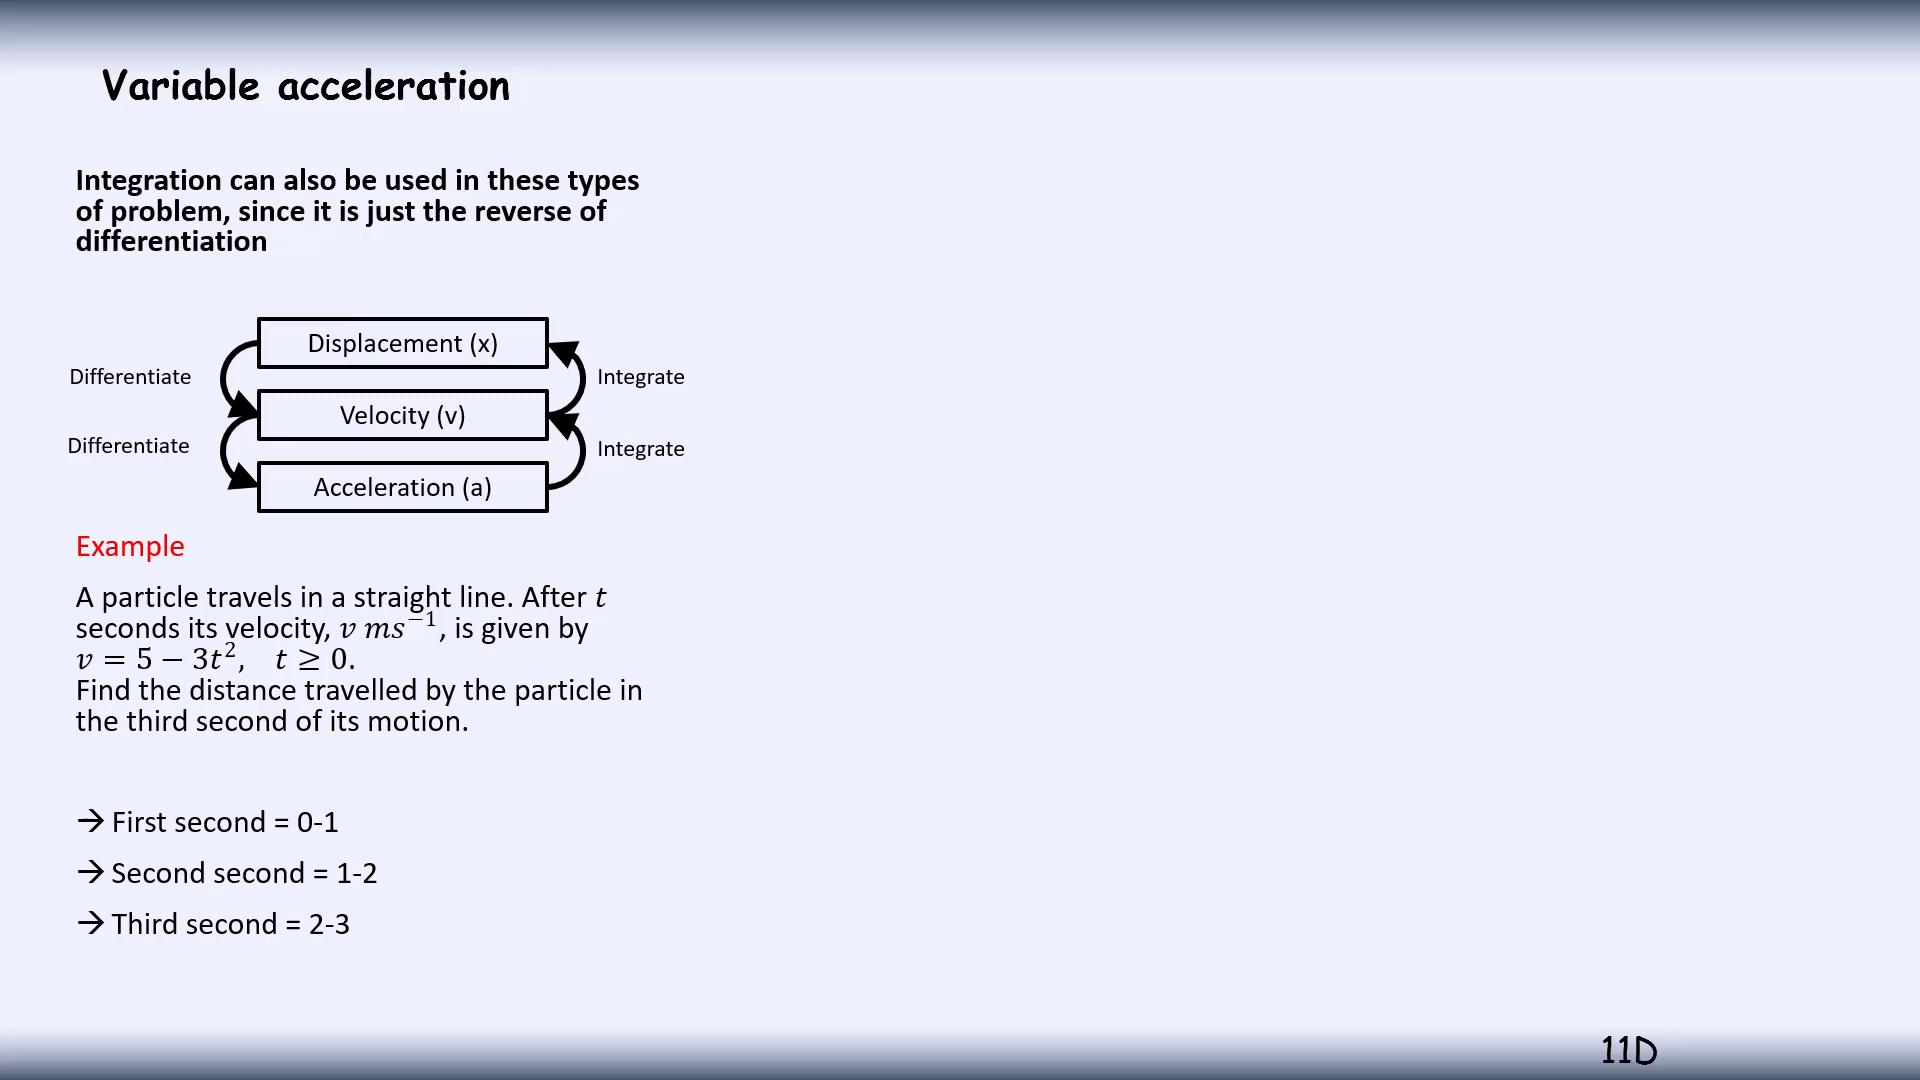 Variable acceleration
Integration can also be used in these types
of problem, since it is just the reverse of
differentiation
Displacement (x)
Differentiate
Integrate
Velocity (v)
Differentiate
Integrate
Acceleration (a)
Example
A particle travels in a straight line. After t
seconds its velocity, v ms⁻¹, is given by
v = 5 − 3t², t ≥ 0.
Find the distance travelled by the particle in
the third second of its motion.
→ First second = 0-1
→ Second second = 1-2
→ Third second = 2-3
11D